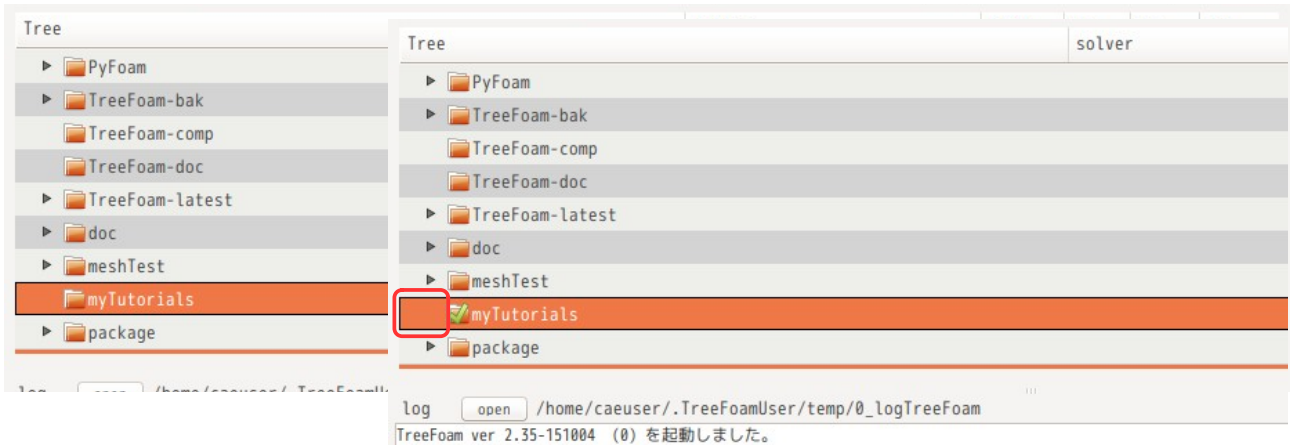 Tree
PyFoam
TreeFoam-bak
TreeFoam-comp
TreeFoam-doc
TreeFoam-latest
doc
meshTest
myTutorials
package
Tree solver
PyFoam
TreeFoam-bak
TreeFoam-comp
TreeFoam-doc
TreeFoam-latest
doc
meshTest
myTutorials
package
log open /home/caeuser/.TreeFoamUser/temp/0_logTreeFoam
TreeFoam ver 2.35-151004 (0) を起動しました。